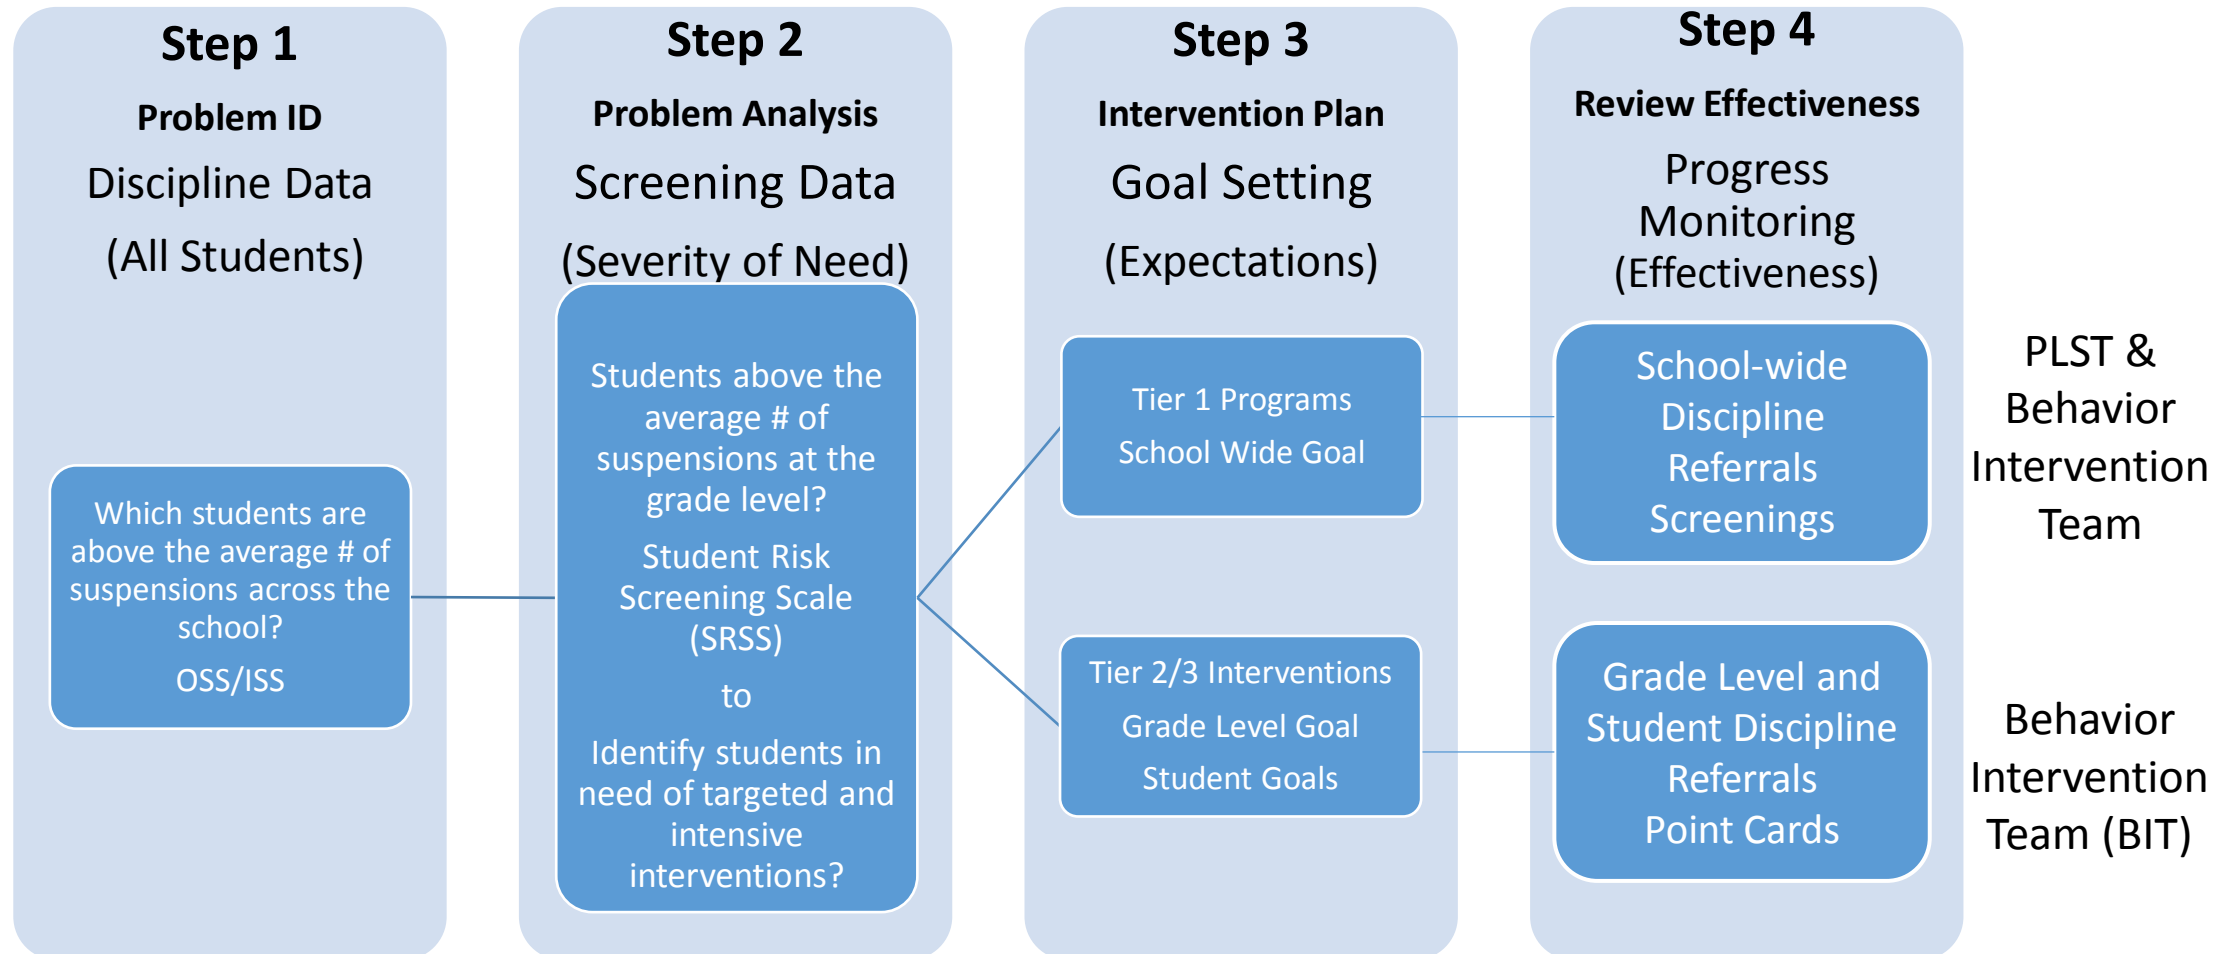 Step 1
Problem ID
Discipline Data
(All Students)
Which students are
above the average # of
suspensions across the
school?
OSS/ISS
Step 2
Problem Analysis
Screening Data
(Severity of Need)
Students above the
average # of
suspensions at the
grade level?
Student Risk
Screening Scale
(SRSS)
to
Identify students in
need of targeted and
intensive
interventions?
Step 3
Intervention Plan
Goal Setting
(Expectations)
Tier 1 Programs
School Wide Goal
Tier 2/3 Interventions
Grade Level Goal
Student Goals
Step 4
Review Effectiveness
Progress
Monitoring
(Effectiveness)
School-wide
Discipline
Referrals
Screenings
Grade Level and
Student Discipline
Referrals
Point Cards
PLST &
Behavior
Intervention
Team
Behavior
Intervention
Team (BIT)